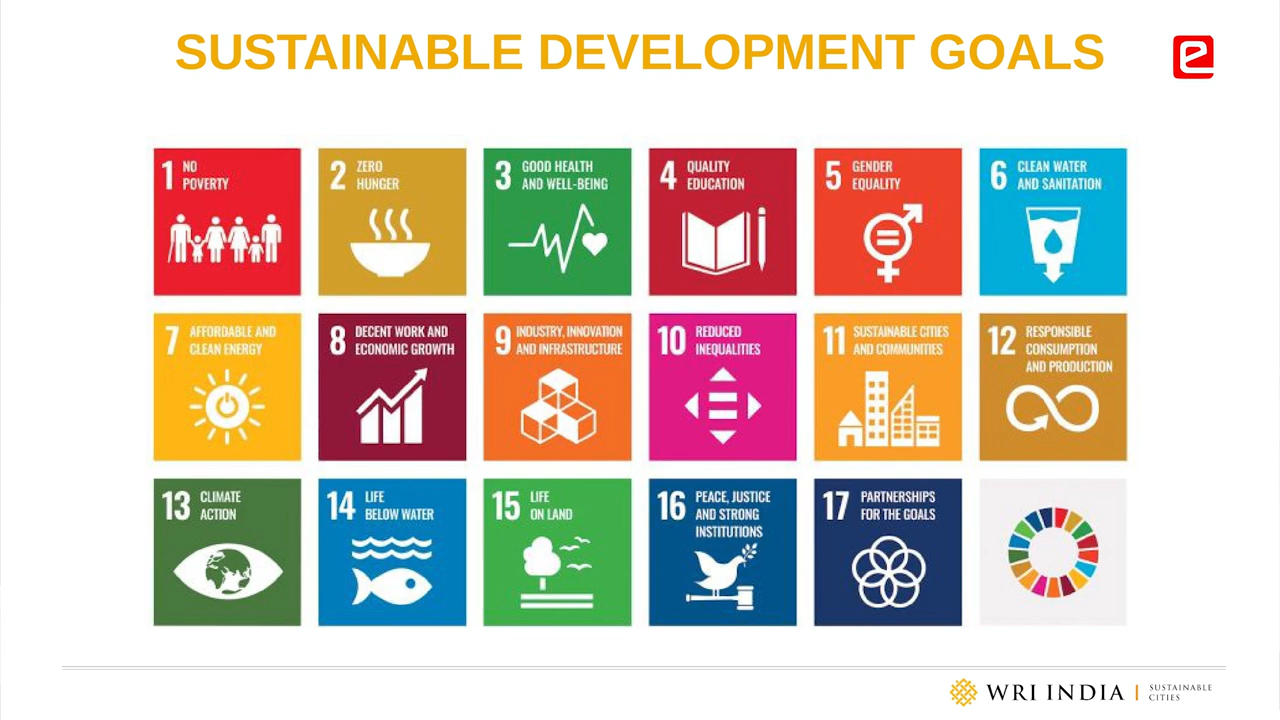 SUSTAINABLE DEVELOPMENT GOALS
e
1 NO
POVERTY
2 ZERO
HUNGER
3 GOOD HEALTH
AND WELL-BEING
4 QUALITY
EDUCATION
5 GENDER
EQUALITY
6 CLEAN WATER
AND SANITATION
7 AFFORDABLE AND
CLEAN ENERGY
8 DECENT WORK AND
ECONOMIC GROWTH
9 INDUSTRY, INNOVATION
AND INFRASTRUCTURE
10 REDUCED
INEQUALITIES
11 SUSTAINABLE CITIES
AND COMMUNITIES
12 RESPONSIBLE
CONSUMPTION
AND PRODUCTION
13 CLIMATE
ACTION
14 LIFE
BELOW WATER
15 LIFE
ON LAND
16 PEACE, JUSTICE
AND STRONG
INSTITUTIONS
17 PARTNERSHIPS
FOR THE GOALS
WRI INDIA | SUSTAINABLE
CITIES